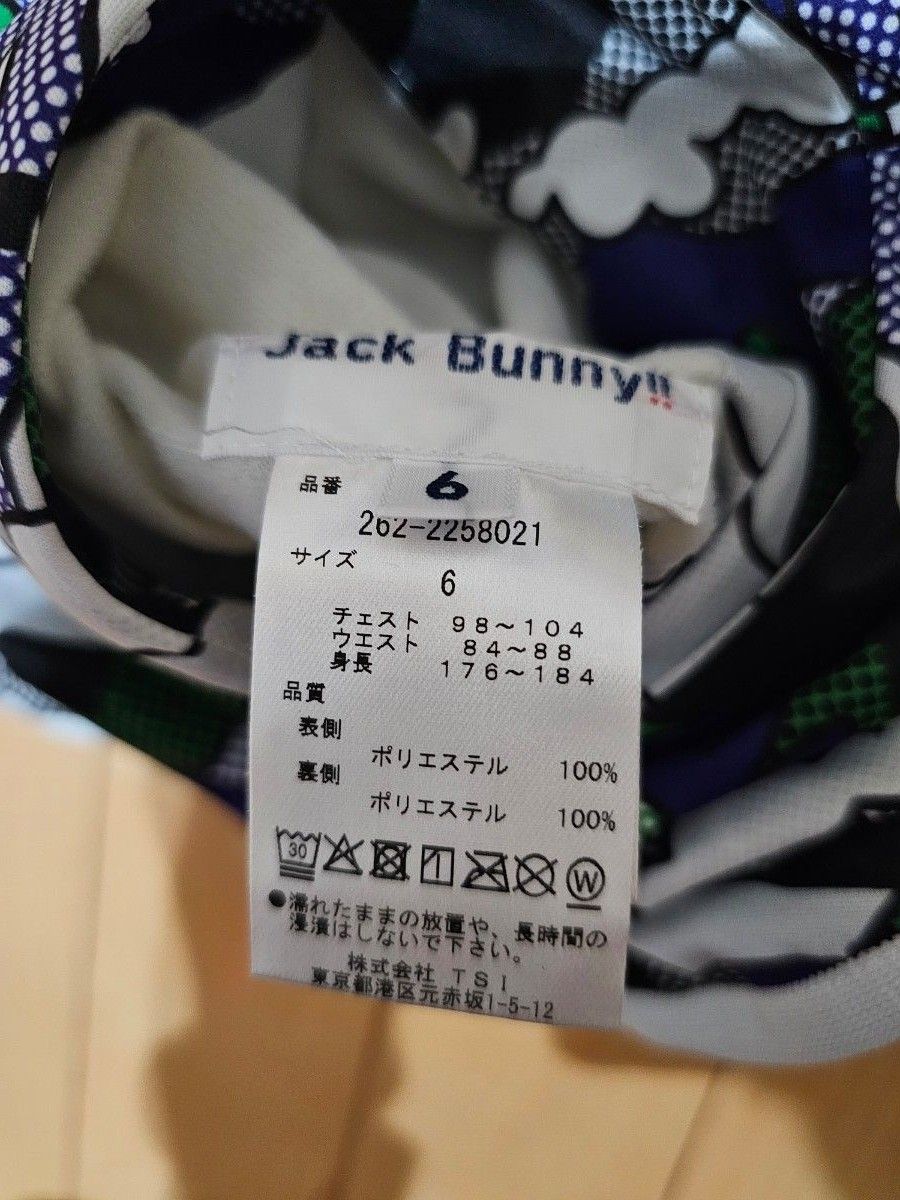 Jack Bunny!!
6
品番
262-2258021
サイズ
6
チェスト 98~104
ウエスト 84~88
身長 176~184
品質
表側
ポリエステル 100%
裏側
ポリエステル 100%
30
W
●濡れたままの放置や、長時間の
浸漬はしないで下さい。
株式会社 TSI
東京都港区元赤坂1-5-12